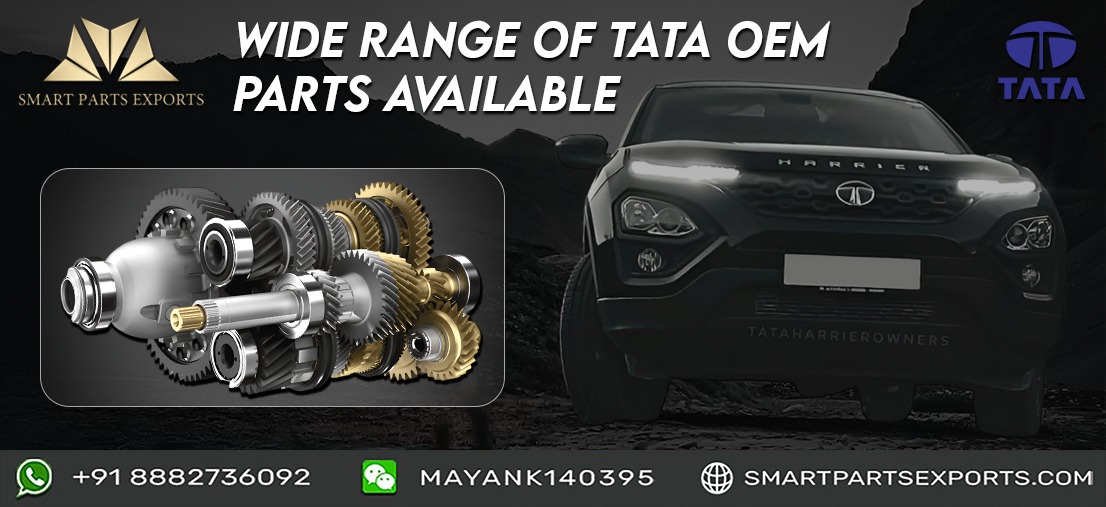 SMART PARTS EXPORTS
WIDE RANGE OF TATA OEM
PARTS AVAILABLE
TATA
HARRIER
TATAHARRIEROWNERS
+91 8882736092
MAYANK140395
SMARTPARTSEXPORTS.COM